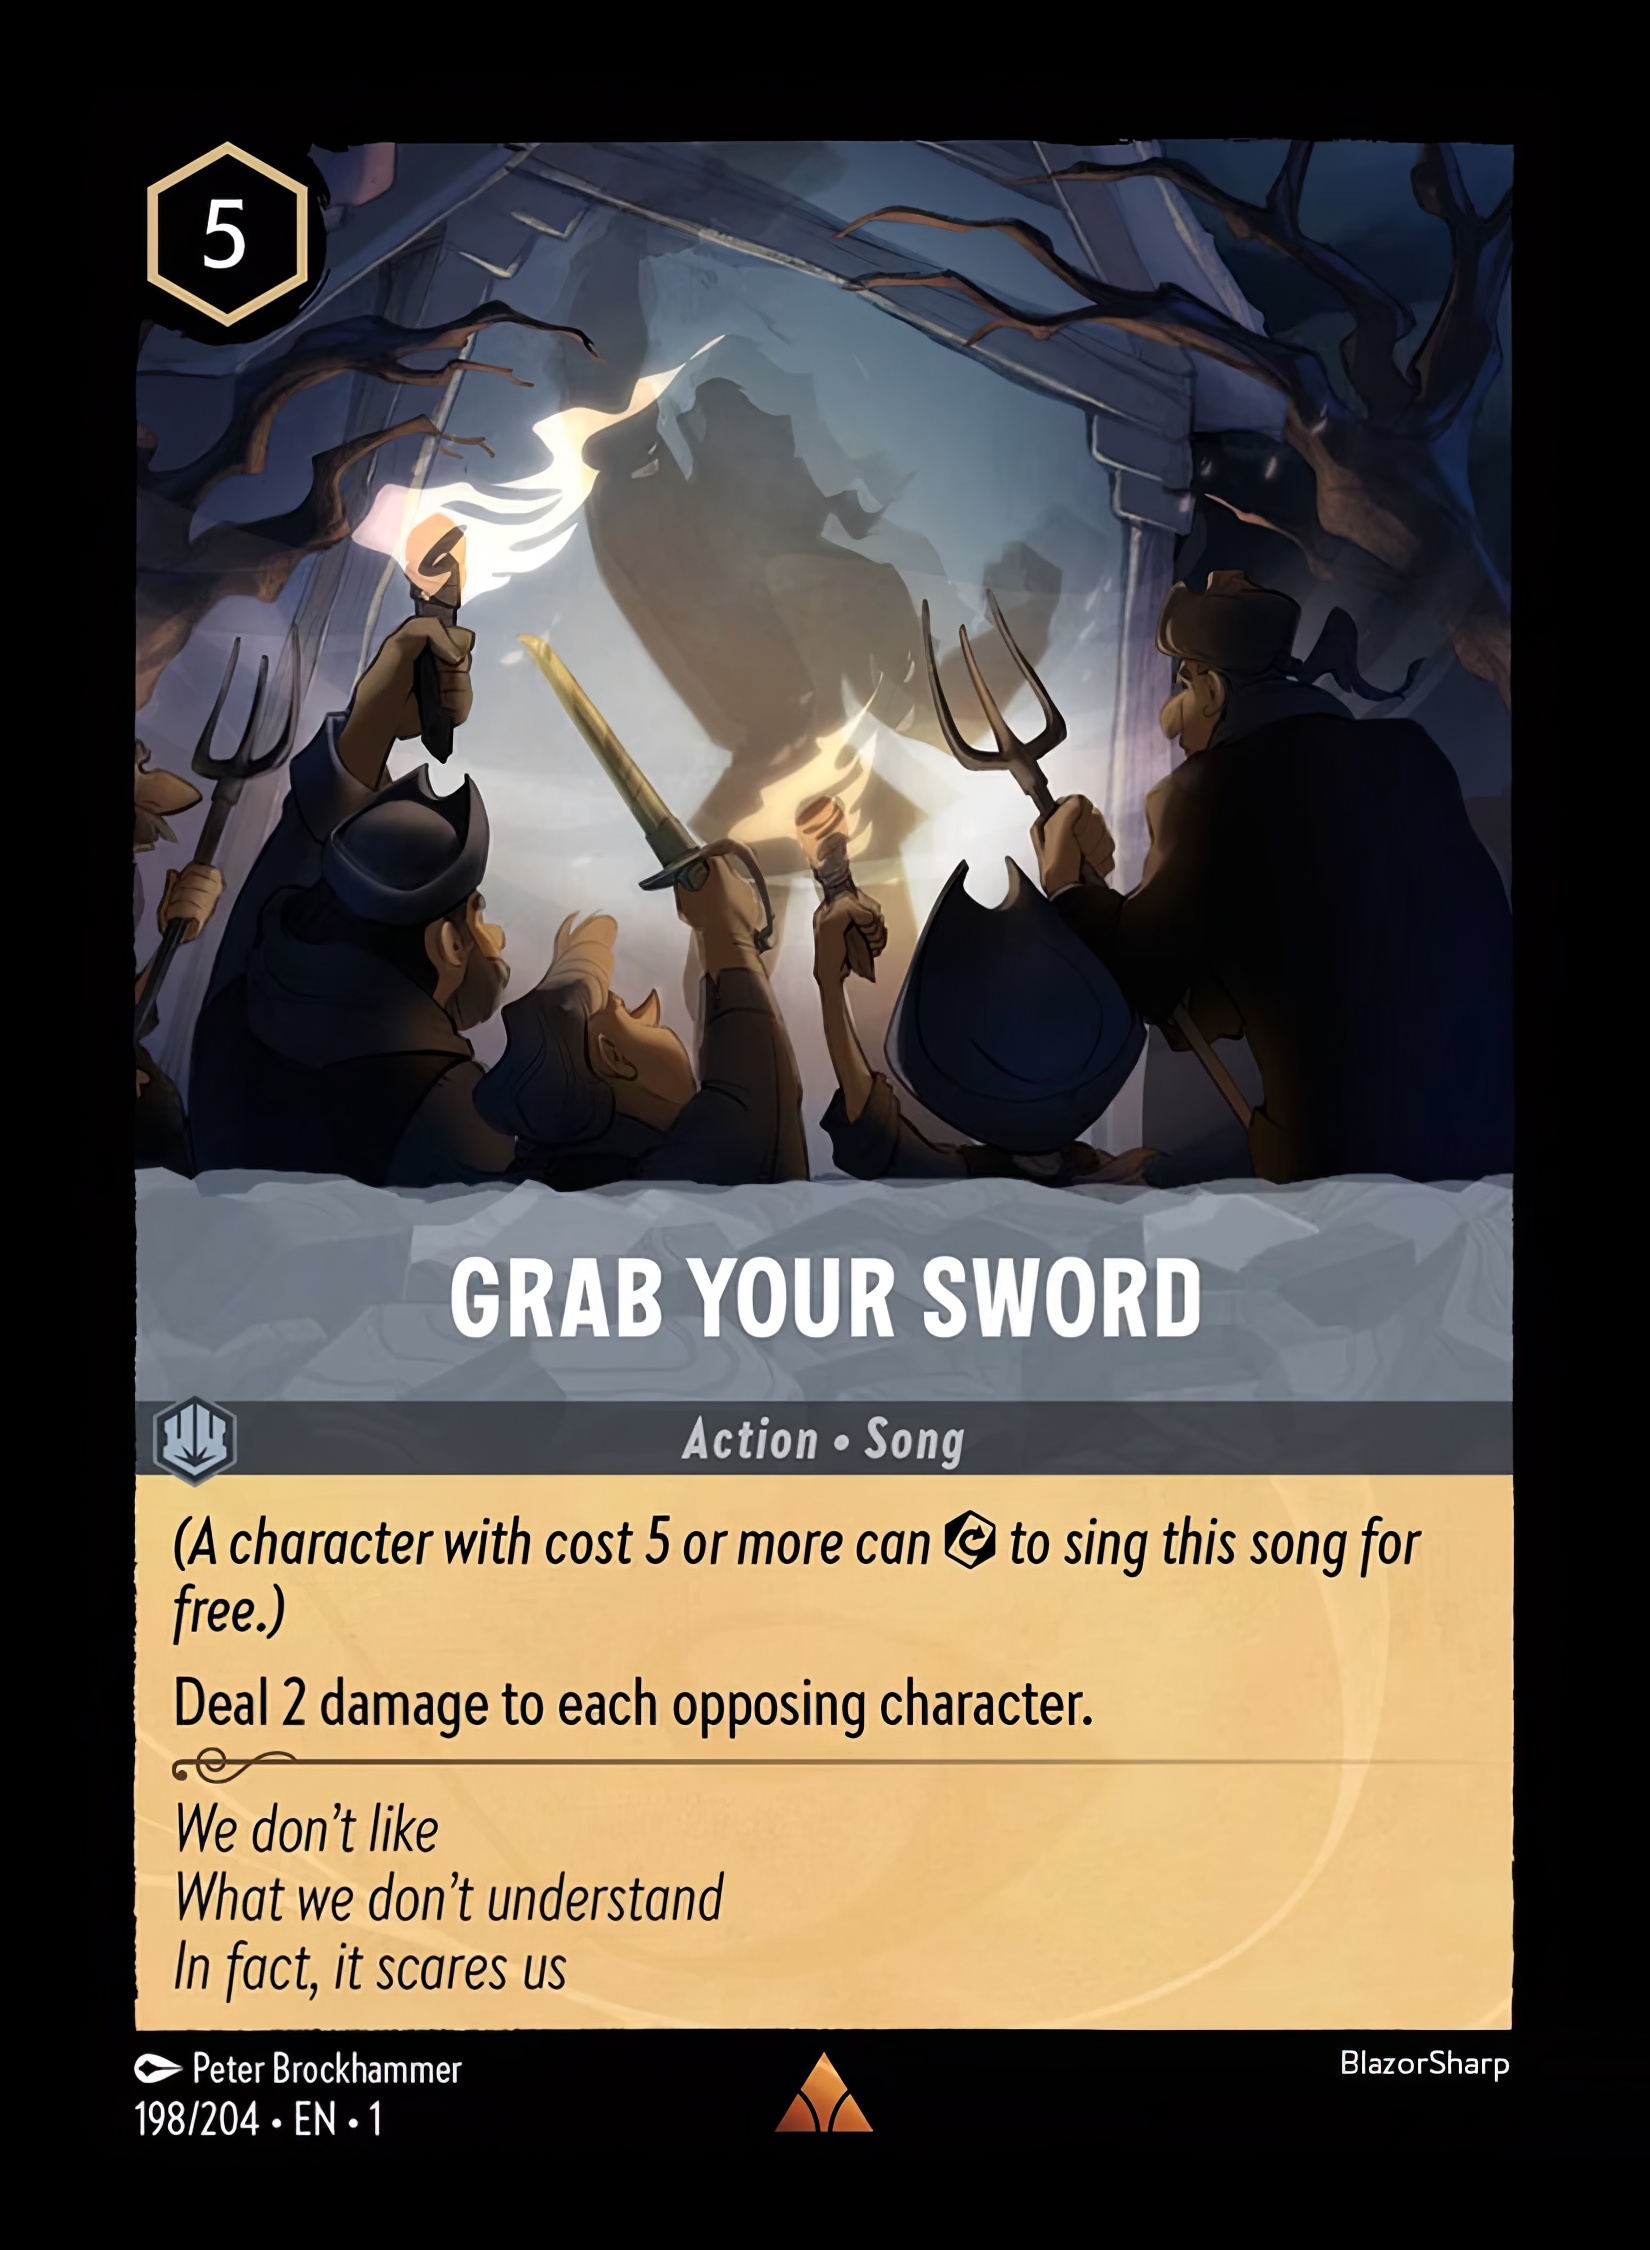 5
GRAB YOUR SWORD
Action • Song
(A character with cost 5 or more can to sing this song for
free.)
Deal 2 damage to each opposing character.
We don't like
What we don't understand
In fact, it scares us
Peter Brockhammer
BlazorSharp
198/204 • EN • 1